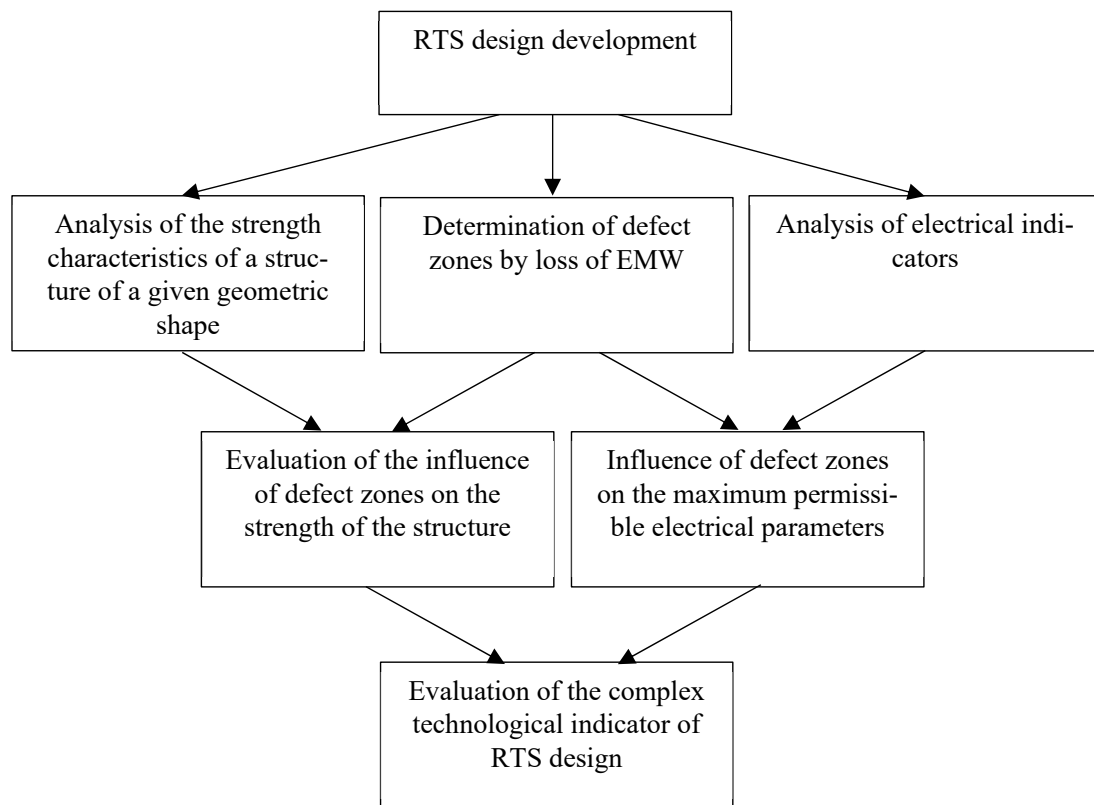 RTS design development
Analysis of the strength
characteristics of a struc-
ture of a given geometric
shape
Determination of defect
zones by loss of EMW
Analysis of electrical indi-
cators
Evaluation of the influence
of defect zones on the
strength of the structure
Influence of defect zones
on the maximum permissi-
ble electrical parameters
Evaluation of the complex
technological indicator of
RTS design